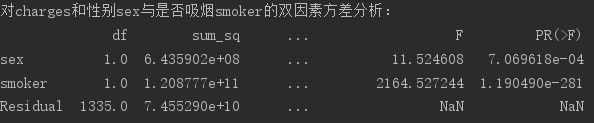 对charges和性别sex与是否吸烟smoker的双因素方差分析:
df sum_sq ... F PR(>F)
sex 1.0 6.435902e+08 ... 11.524608 7.069618e-04
smoker 1.0 1.208777e+11 ... 2164.527244 1.190490e-281
Residual 1335.0 7.455290e+10 ... NaN NaN